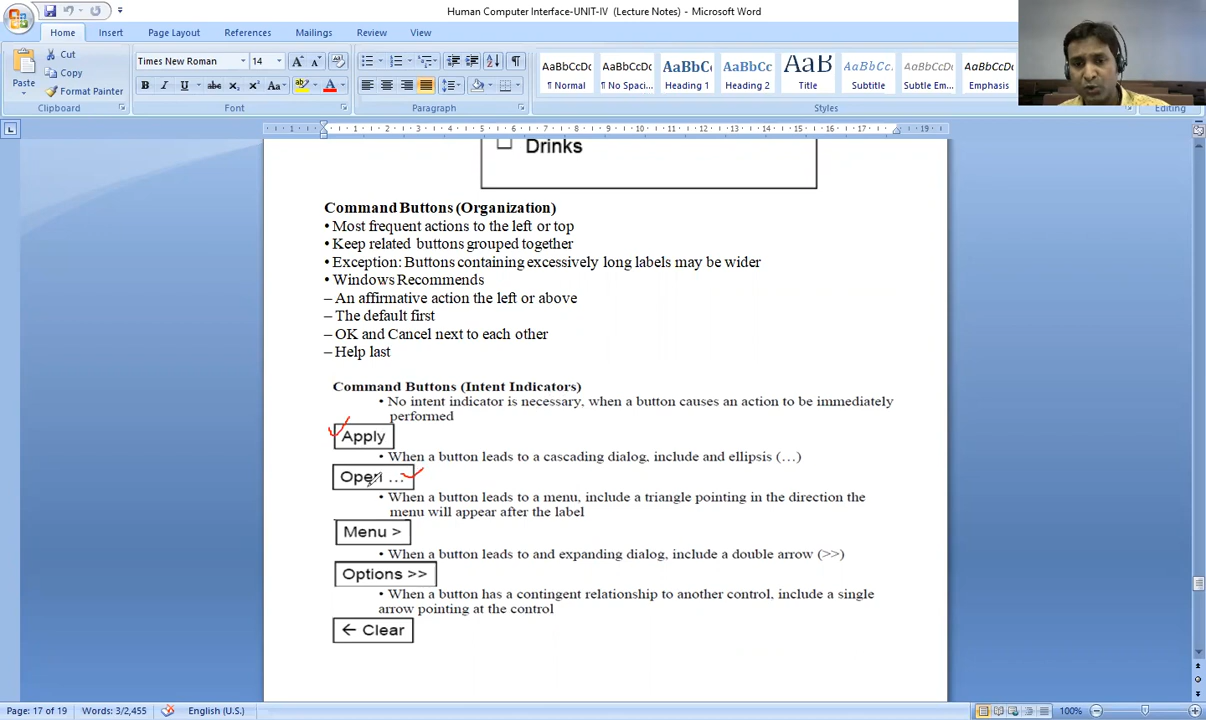 Human Computer Interface-UNIT-IV (Lecture Notes) - Microsoft Word
Home Insert Page Layout References Mailings Review View
Paste
Cut
Copy
Format Painter
Clipboard
Times New Roman 14
Font
Paragraph
AaBbCcDc AaBbCcDc AaBbC AaBbCc AaB AaBbCcI AaBbCcDc AaBbCcDc
¶ Normal ¶ No Spaci... Heading 1 Heading 2 Title Subtitle Subtle Em... Emphasis
Styles
Editing
Drinks
Command Buttons (Organization)
• Most frequent actions to the left or top
• Keep related buttons grouped together
• Exception: Buttons containing excessively long labels may be wider
• Windows Recommends
– An affirmative action the left or above
– The default first
– OK and Cancel next to each other
– Help last
Command Buttons (Intent Indicators)
• No intent indicator is necessary, when a button causes an action to be immediately
performed
Apply
• When a button leads to a cascading dialog, include and ellipsis (…)
Open …
• When a button leads to a menu, include a triangle pointing in the direction the
menu will appear after the label
Menu >
• When a button leads to and expanding dialog, include a double arrow (>>)
Options >>
• When a button has a contingent relationship to another control, include a single
arrow pointing at the control
← Clear
Page: 17 of 19 Words: 3/2,455 English (U.S.) 100%